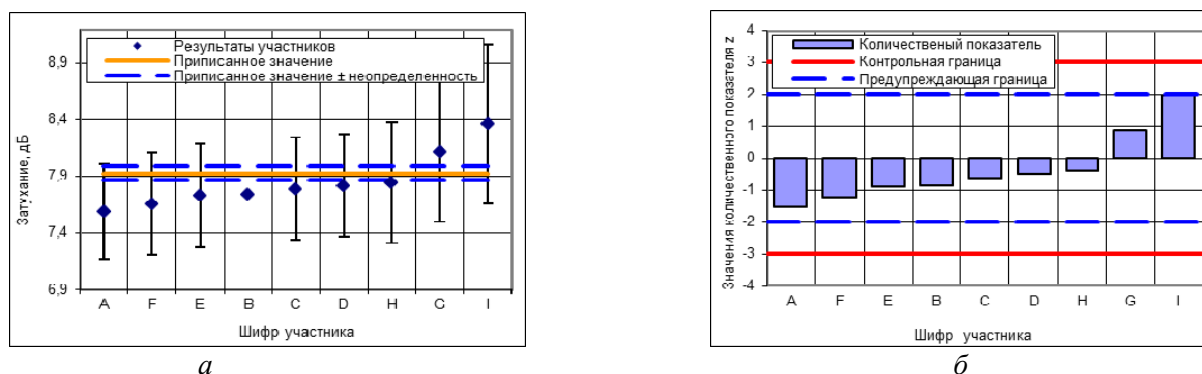 Результаты участников
Приписанное значение
Приписанное значение ± неопределенность
8,9
8,4
7,9
7,4
6,9
Затухание, дБ
A F E B C D H G I
Шифр участника
а
Количественый показатель
Контрольная граница
Предупреждающая граница
4
3
2
1
0
-1
-2
-3
-4
Значения количественного показателя z
A F E B C D H G I
Шифр участника
б